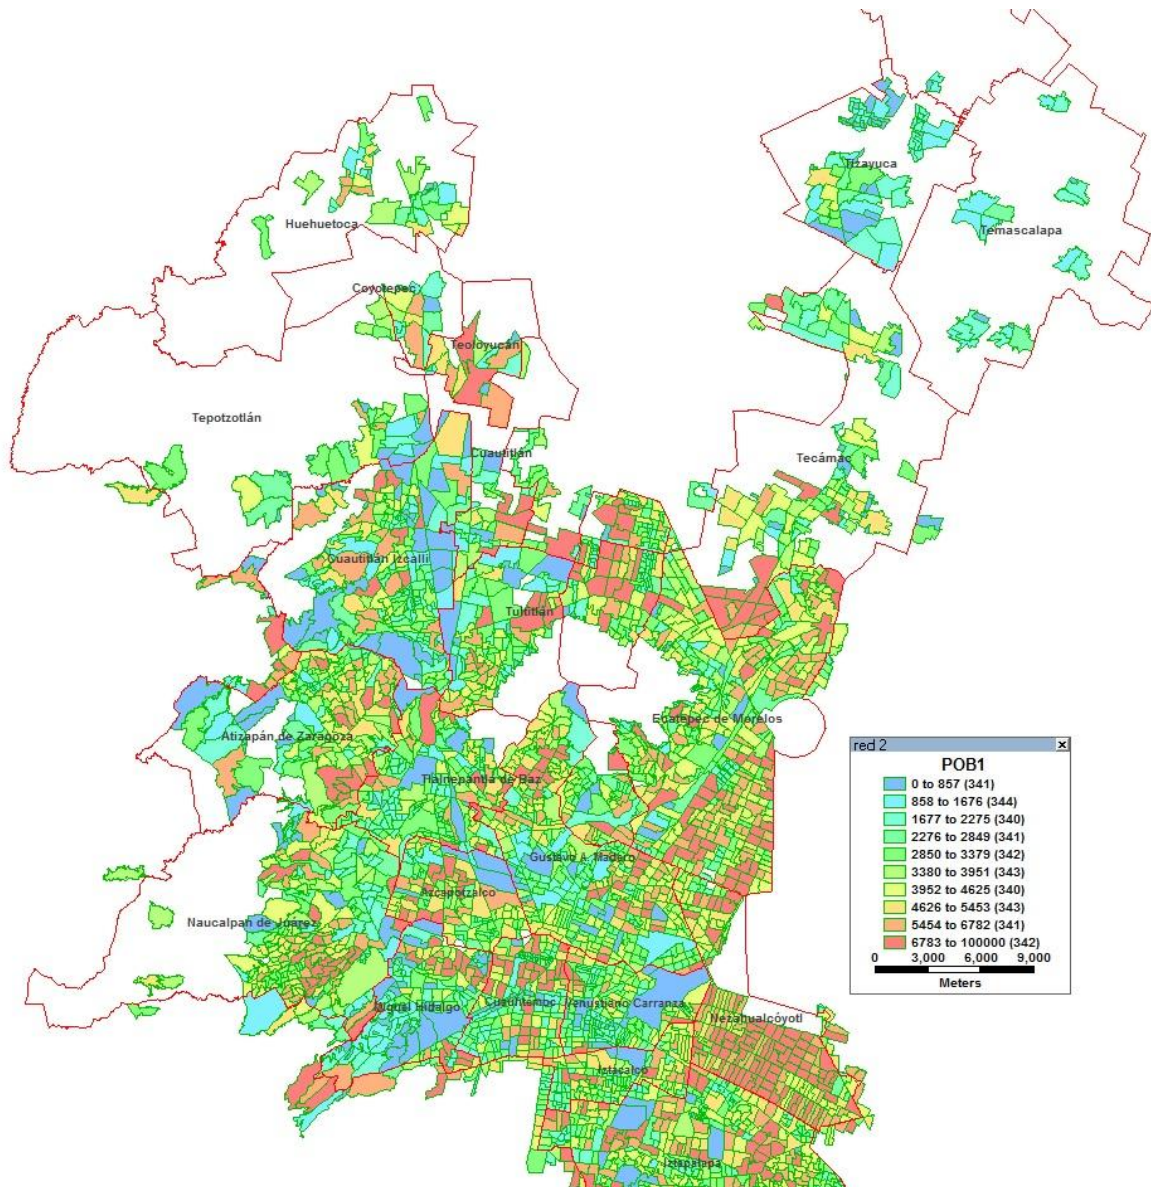 Tizayuca
Huehuetoca
Temascalapa
Coyotepec
Teoloyucán
Tepotzotlán
Cuautitlán
Tecámac
Cuautitlán Izcalli
Tultitlán
Ecatepec de Morelos
Atizapán de Zaragoza
Tlalnepantla de Baz
Gustavo A. Madero
Azcapotzalco
Naucalpan de Juárez
Miguel Hidalgo
Cuauhtemoc
Venustiano Carranza
Nezahualcóyotl
Iztacalco
Iztapalapa
red 2
POB1
0 to 857 (341)
858 to 1676 (344)
1677 to 2275 (340)
2276 to 2849 (341)
2850 to 3379 (342)
3380 to 3951 (343)
3952 to 4625 (340)
4626 to 5453 (343)
5454 to 6782 (341)
6783 to 100000 (342)
0 3,000 6,000 9,000
Meters